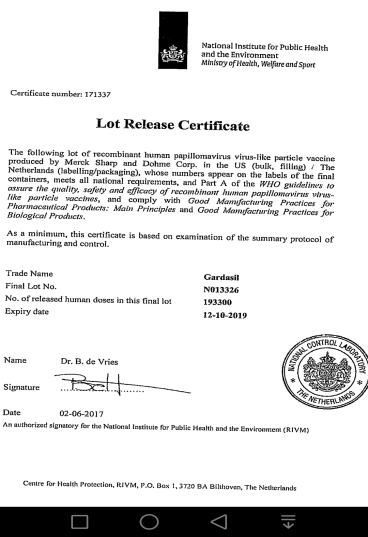 National Institute for Public Health
and the Environment
Ministry of Health, Welfare and Sport
Certificate number: 171337
Lot Release Certificate
The following lot of recombinant human papillomavirus virus-like particle vaccine
produced by Merck Sharp and Dohme Corp. in the US (bulk, filling) / The
Netherlands (labelling/packaging), whose numbers appear on the labels of the final
containers, meets all national requirements, and Part A of the WHO guidelines to
assure the quality, safety and efficacy of recombinant human papillomavirus virus-
like particle vaccines, and comply with Good Manufacturing Practices for
Pharmaceutical Products: Main Principles and Good Manufacturing Practices for
Biological Products.
As a minimum, this certificate is based on examination of the summary protocol of
manufacturing and control.
Trade Name Gardasil
Final Lot No. N013326
No. of released human doses in this final lot 193300
Expiry date 12-10-2019
Name Dr. B. de Vries
Signature
NATIONAL CONTROL LABORATORY
* THE NETHERLANDS *
Date 02-06-2017
An authorized signatory for the National Institute for Public Health and the Environment (RIVM)
Centre for Health Protection, RIVM, P.O. Box 1, 3720 BA Bilthoven, The Netherlands